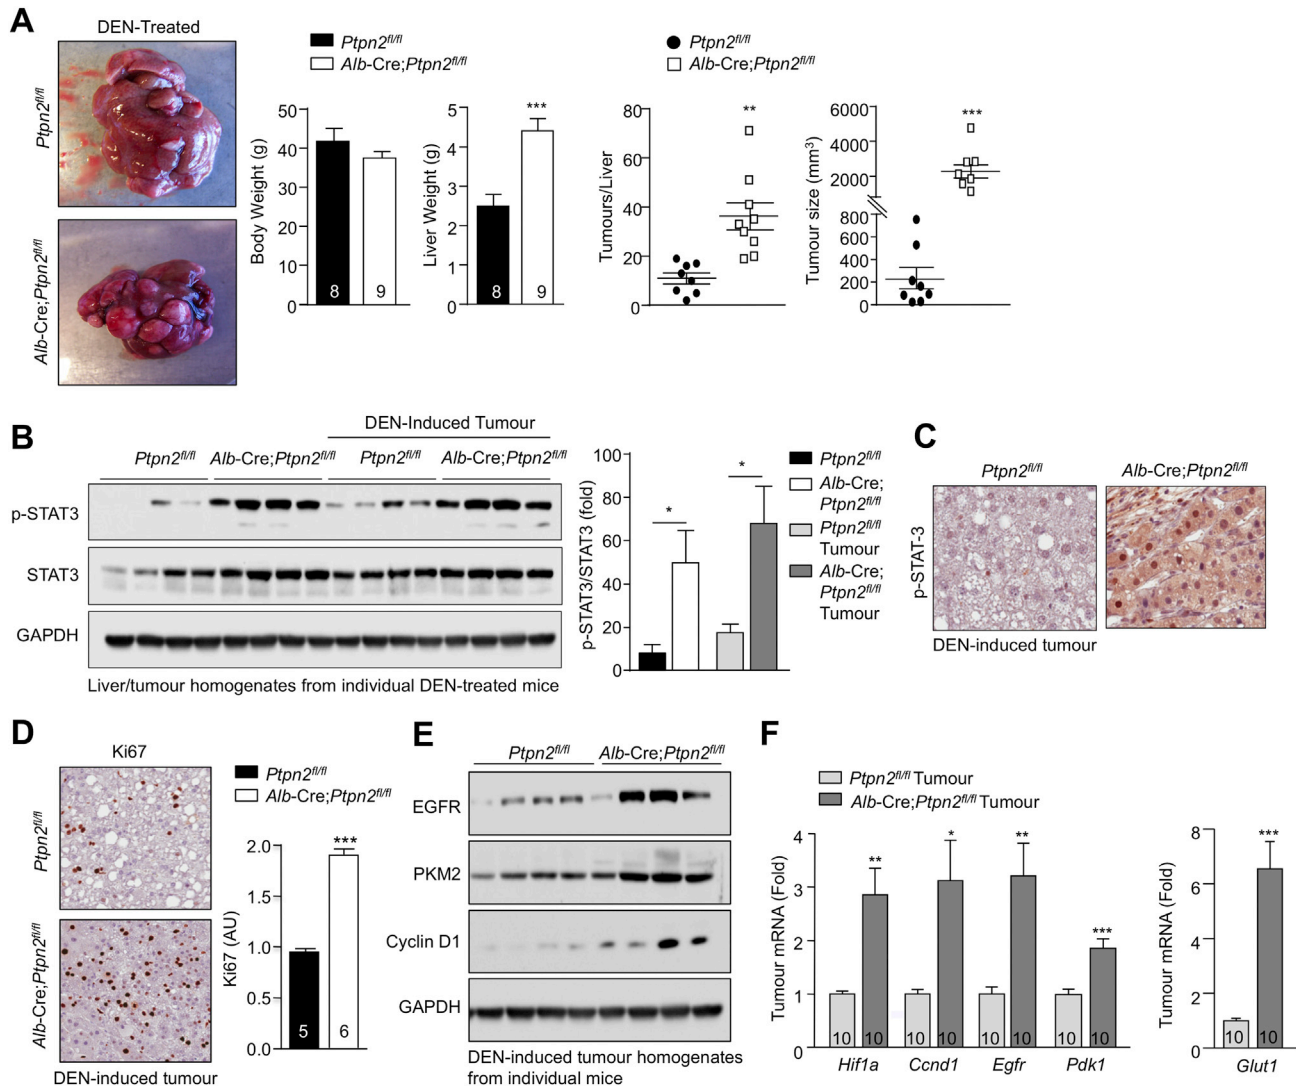 A
DEN-Treated
Ptpn2fl/fl
Alb-Cre;Ptpn2fl/fl
Ptpn2fl/fl
Alb-Cre;Ptpn2fl/fl
Body Weight (g)
50
40
30
20
10
0
8
9
Liver Weight (g)
5
4
3
2
1
0
***
8
9
Ptpn2fl/fl
Alb-Cre;Ptpn2fl/fl
Tumours/Liver
80
60
40
20
0
**
Tumour size (mm3)
6000
4000
2000
800
600
400
200
0
***
B
DEN-Induced Tumour
Ptpn2fl/fl
Alb-Cre;Ptpn2fl/fl
Ptpn2fl/fl
Alb-Cre;Ptpn2fl/fl
p-STAT3
STAT3
GAPDH
Liver/tumour homogenates from individual DEN-treated mice
p-STAT3/STAT3 (fold)
100
80
60
40
20
0
*
*
Ptpn2fl/fl
Alb-Cre;
Ptpn2fl/fl
Ptpn2fl/fl
Tumour
Alb-Cre;
Ptpn2fl/fl
Tumour
C
Ptpn2fl/fl
Alb-Cre;Ptpn2fl/fl
p-STAT-3
DEN-induced tumour
D
Ki67
Ptpn2fl/fl
Alb-Cre;Ptpn2fl/fl
DEN-induced tumour
Ptpn2fl/fl
Alb-Cre;Ptpn2fl/fl
Ki67 (AU)
2.0
1.5
1.0
0.5
0.0
***
5
6
E
Ptpn2fl/fl
Alb-Cre;Ptpn2fl/fl
EGFR
PKM2
Cyclin D1
GAPDH
DEN-induced tumour homogenates
from individual mice
F
Ptpn2fl/fl Tumour
Alb-Cre;Ptpn2fl/fl Tumour
Tumour mRNA (Fold)
4
3
2
1
0
**
*
**
***
10 10 10 10 10 10 10 10
Hif1a Ccnd1 Egfr Pdk1
Tumour mRNA (Fold)
8
6
4
2
0
***
10 10
Glut1